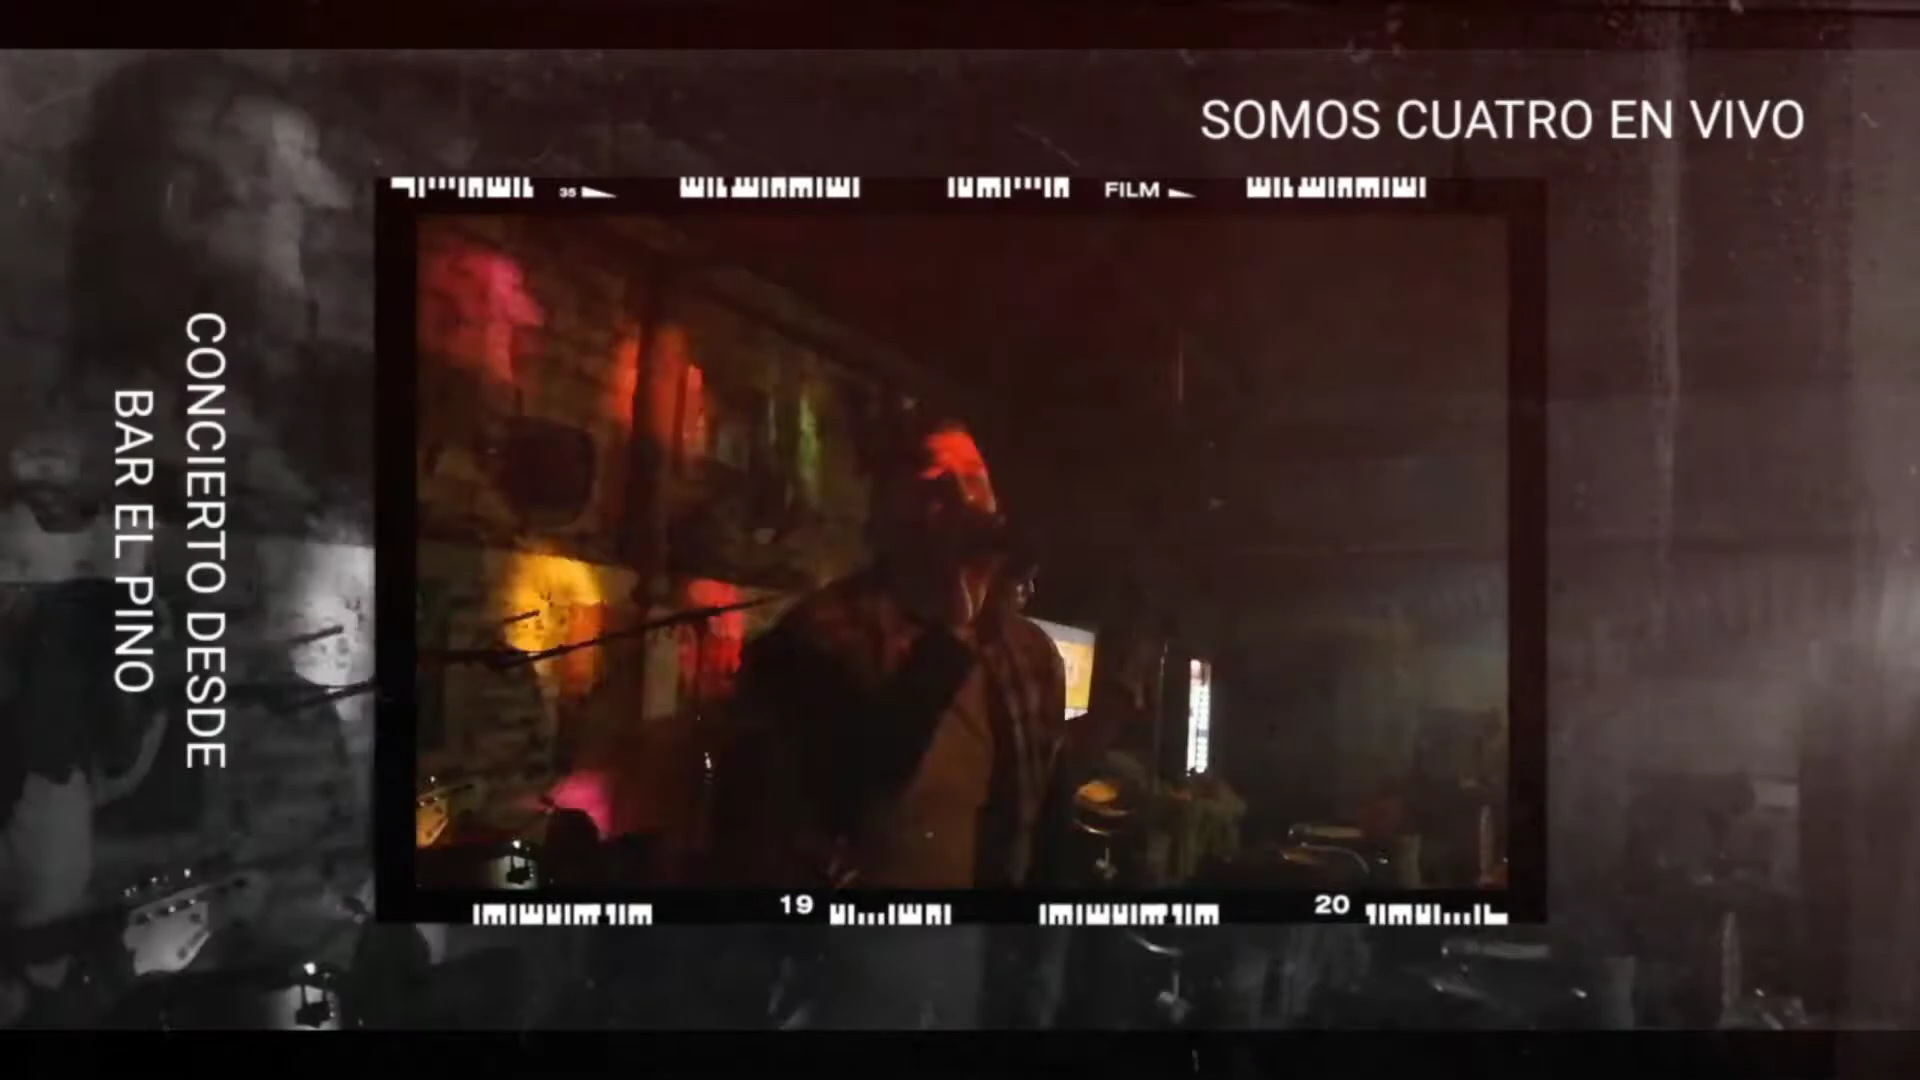 SOMOS CUATRO EN VIVO
35
FILM
CONCIERTO DESDE
BAR EL PINO
19
20